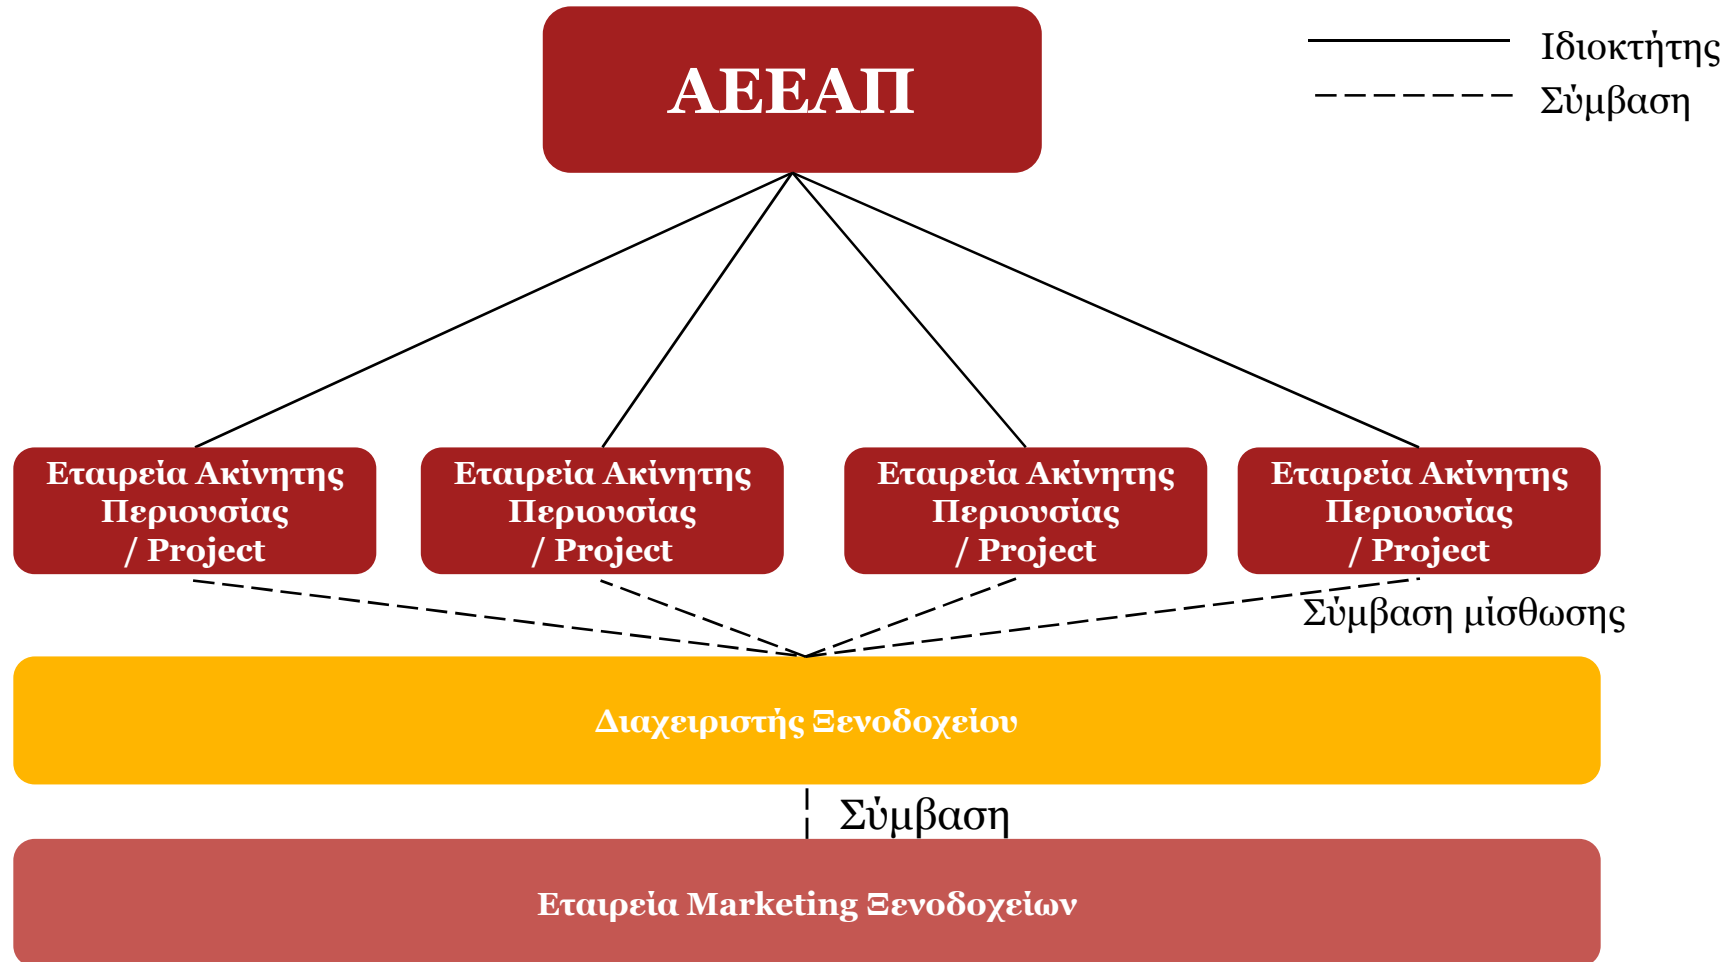 ΑΕΕΑΠ
Ιδιοκτήτης
Σύμβαση
Εταιρεία Ακίνητης
Περιουσίας
/ Project
Εταιρεία Ακίνητης
Περιουσίας
/ Project
Εταιρεία Ακίνητης
Περιουσίας
/ Project
Εταιρεία Ακίνητης
Περιουσίας
/ Project
Σύμβαση μίσθωσης
Διαχειριστής Ξενοδοχείου
Σύμβαση
Εταιρεία Marketing Ξενοδοχείων